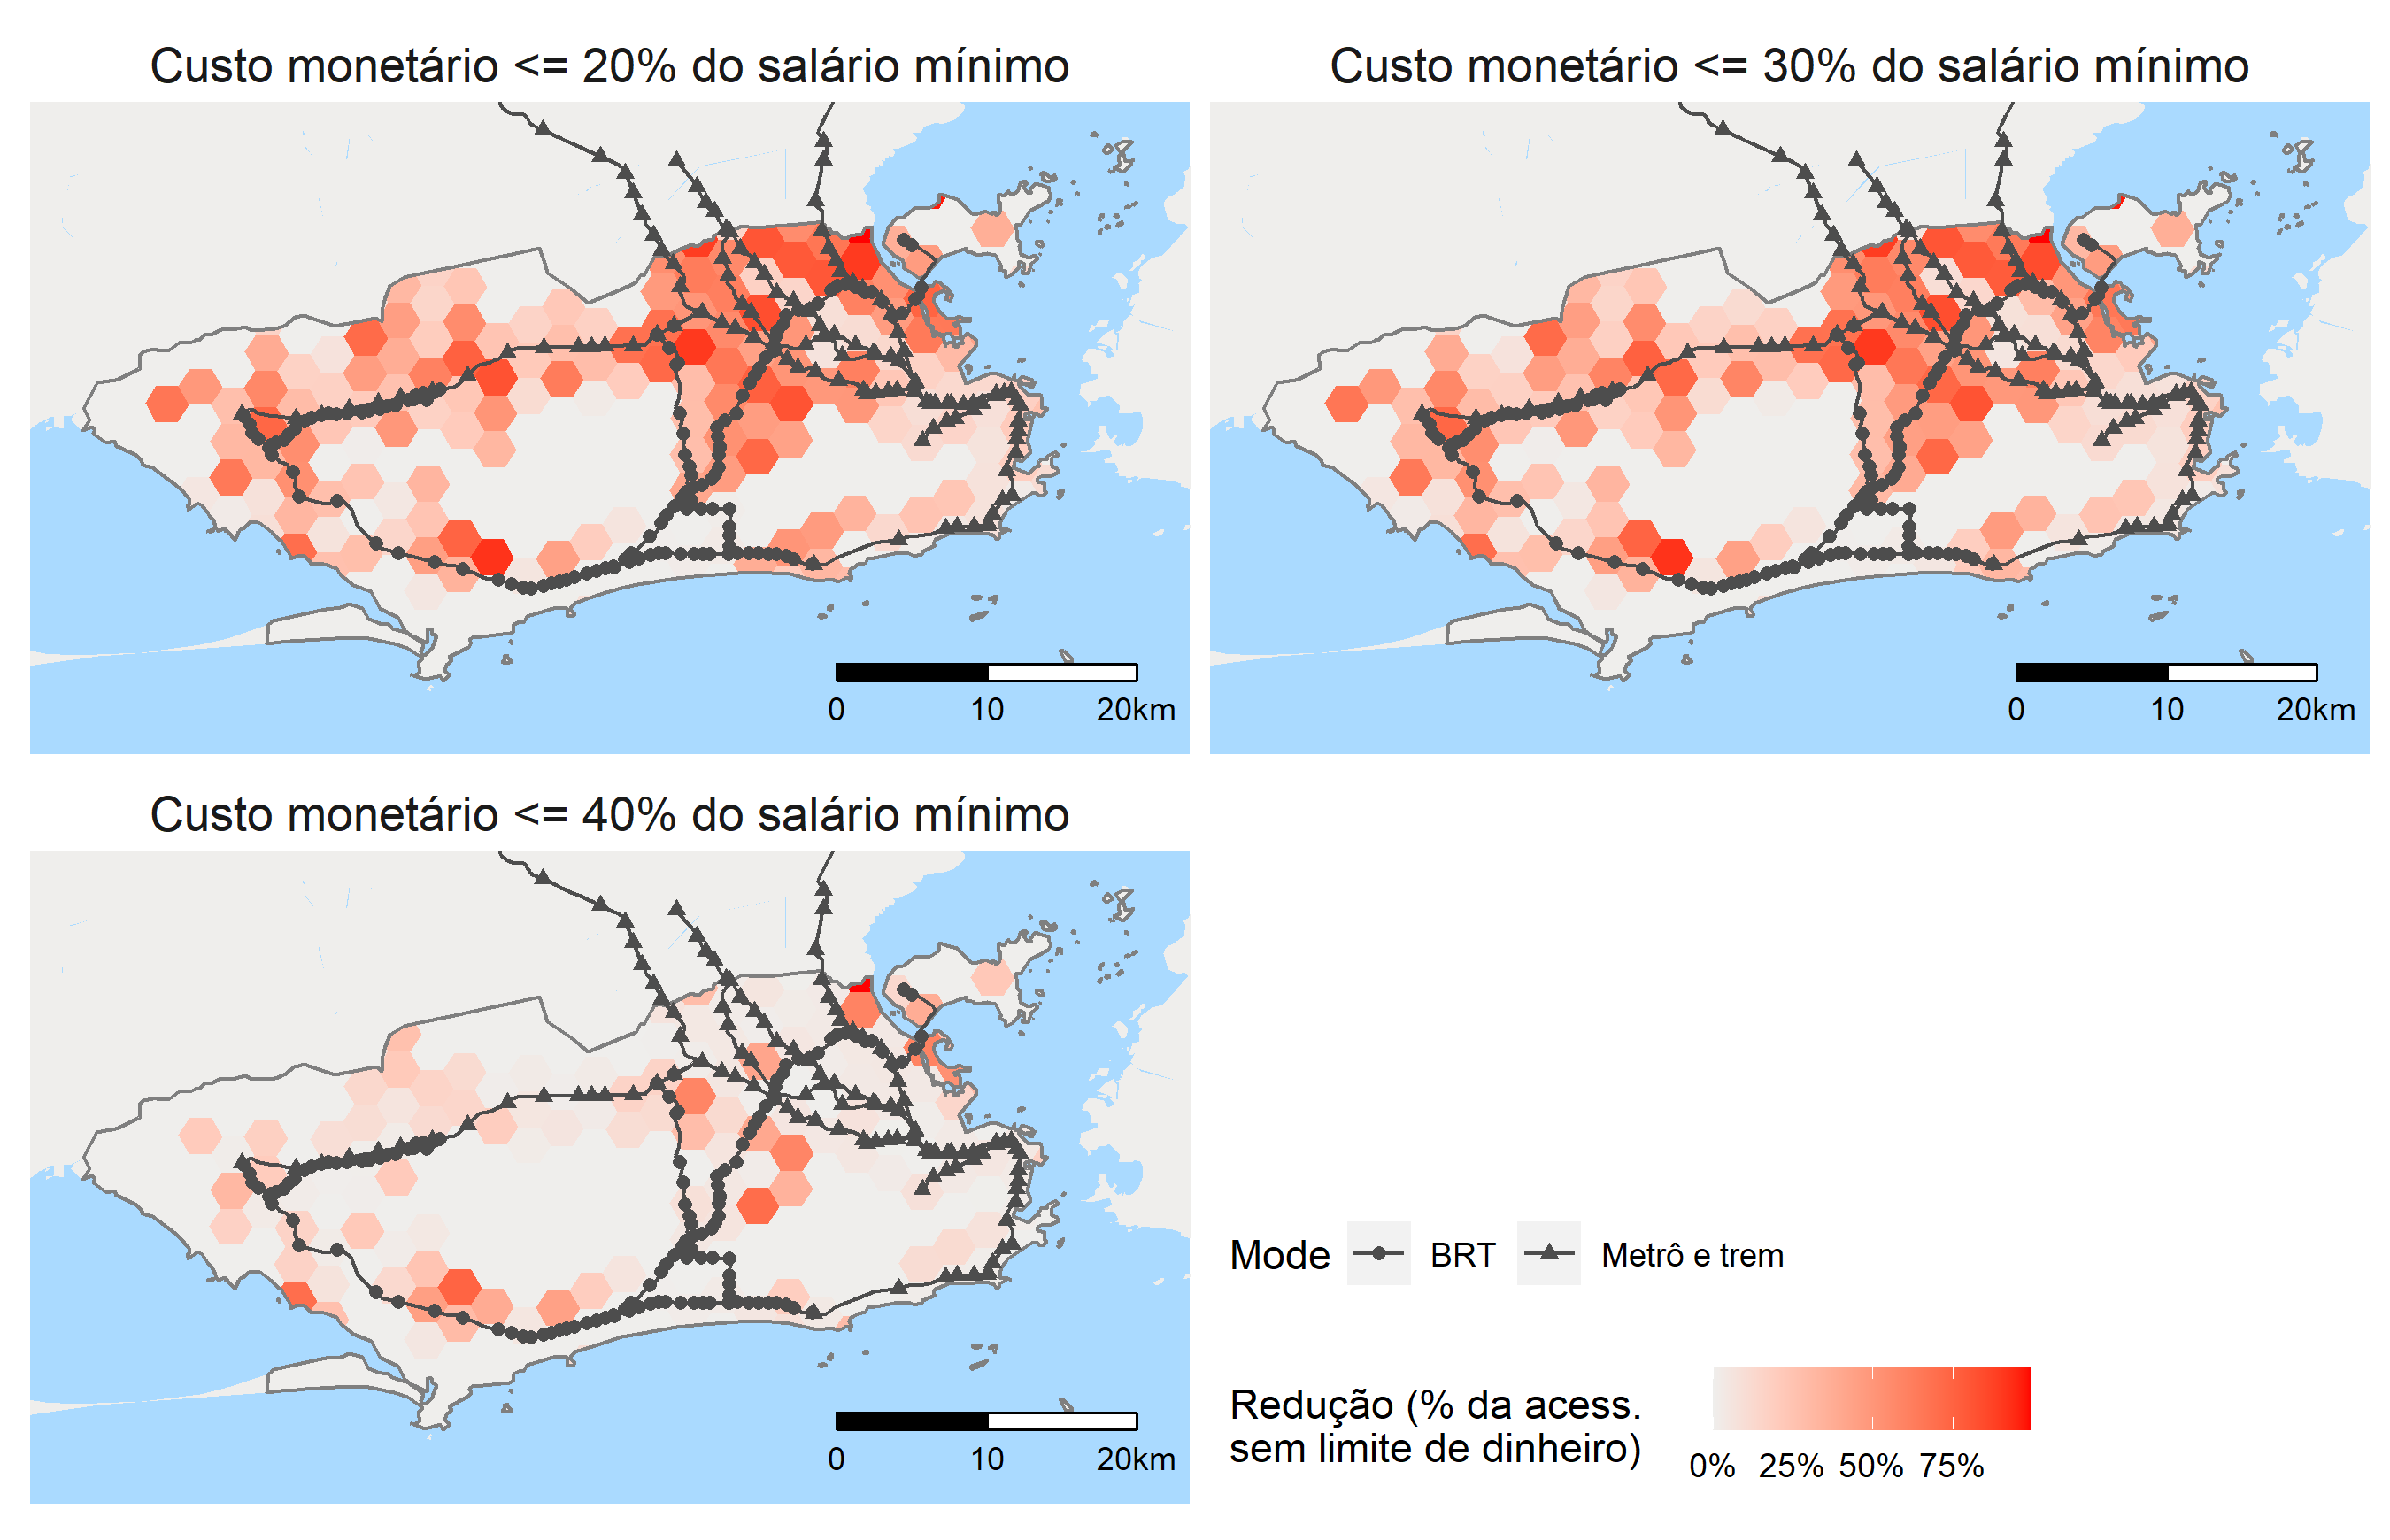 Custo monetário <= 20% do salário mínimo
Custo monetário <= 30% do salário mínimo
0 10 20km
0 10 20km
Custo monetário <= 40% do salário mínimo
0 10 20km
Mode BRT Metrô e trem
Redução (% da acess.
sem limite de dinheiro)
0% 25% 50% 75%